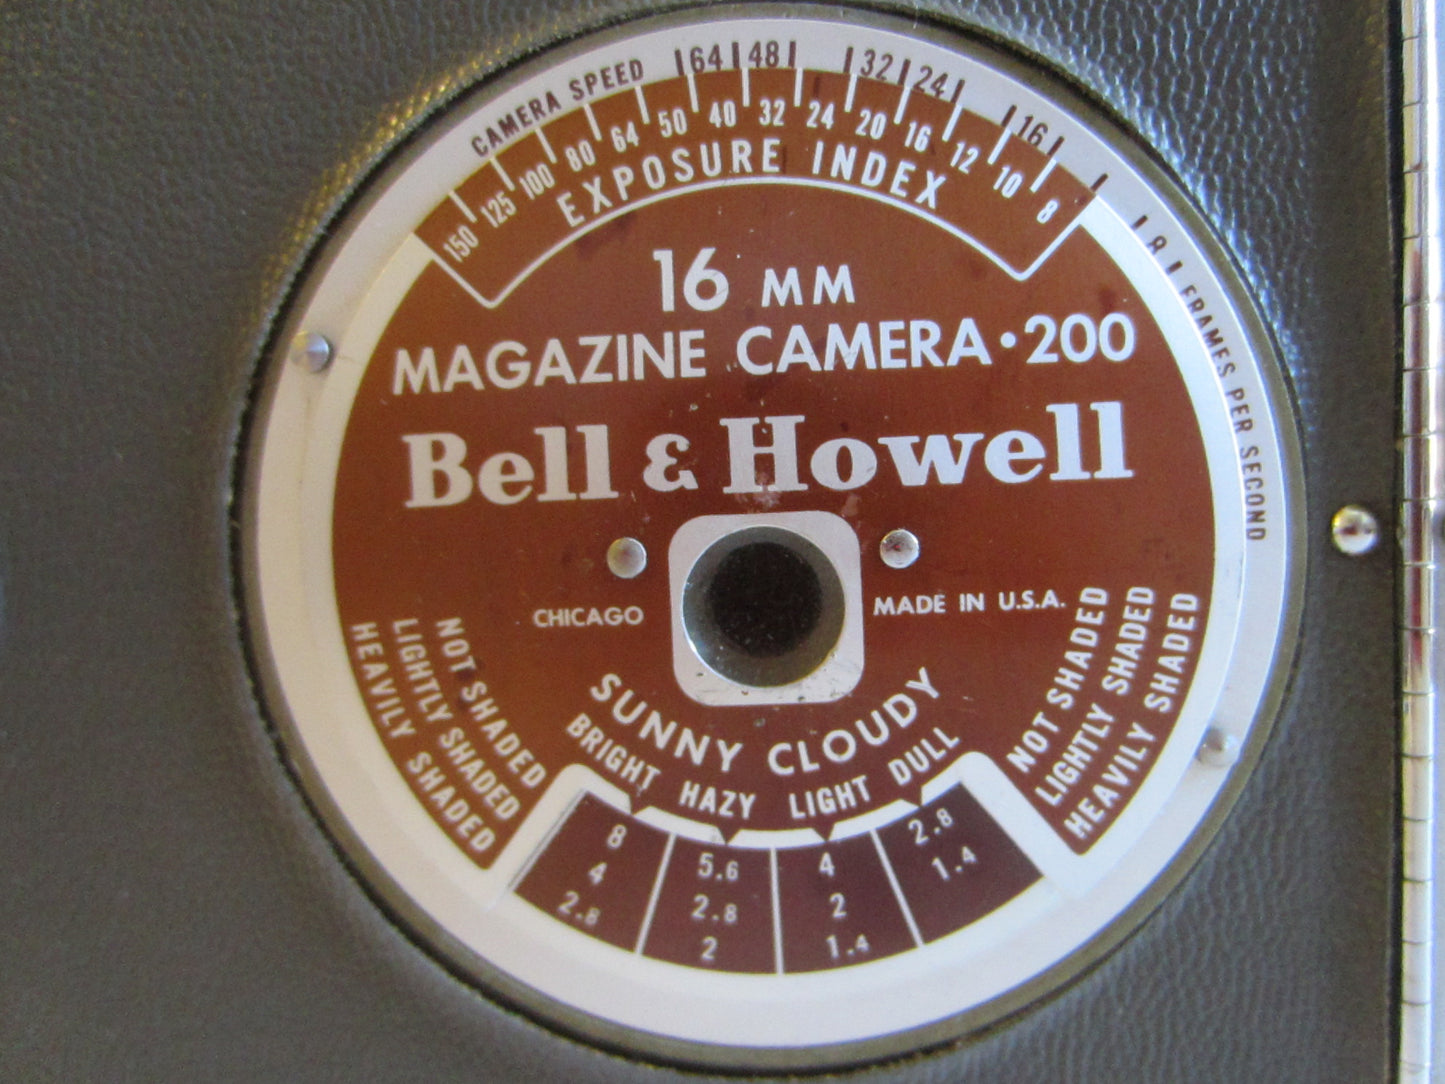 CAMERA SPEED |64|48| |32|24| |16| | |8| FRAMES PER SECOND
150 125 100 80 64 50 40 32 24 20 16 12 10 8
EXPOSURE INDEX
16 MM
MAGAZINE CAMERA • 200
Bell & Howell
CHICAGO
MADE IN U.S.A.
NOT SHADED
LIGHTLY SHADED
HEAVILY SHADED
SUNNY CLOUDY
BRIGHT HAZY LIGHT DULL
NOT SHADED
LIGHTLY SHADED
HEAVILY SHADED
8 5.6 4 2.8
4 2.8 2 1.4
2.8 2 1.4